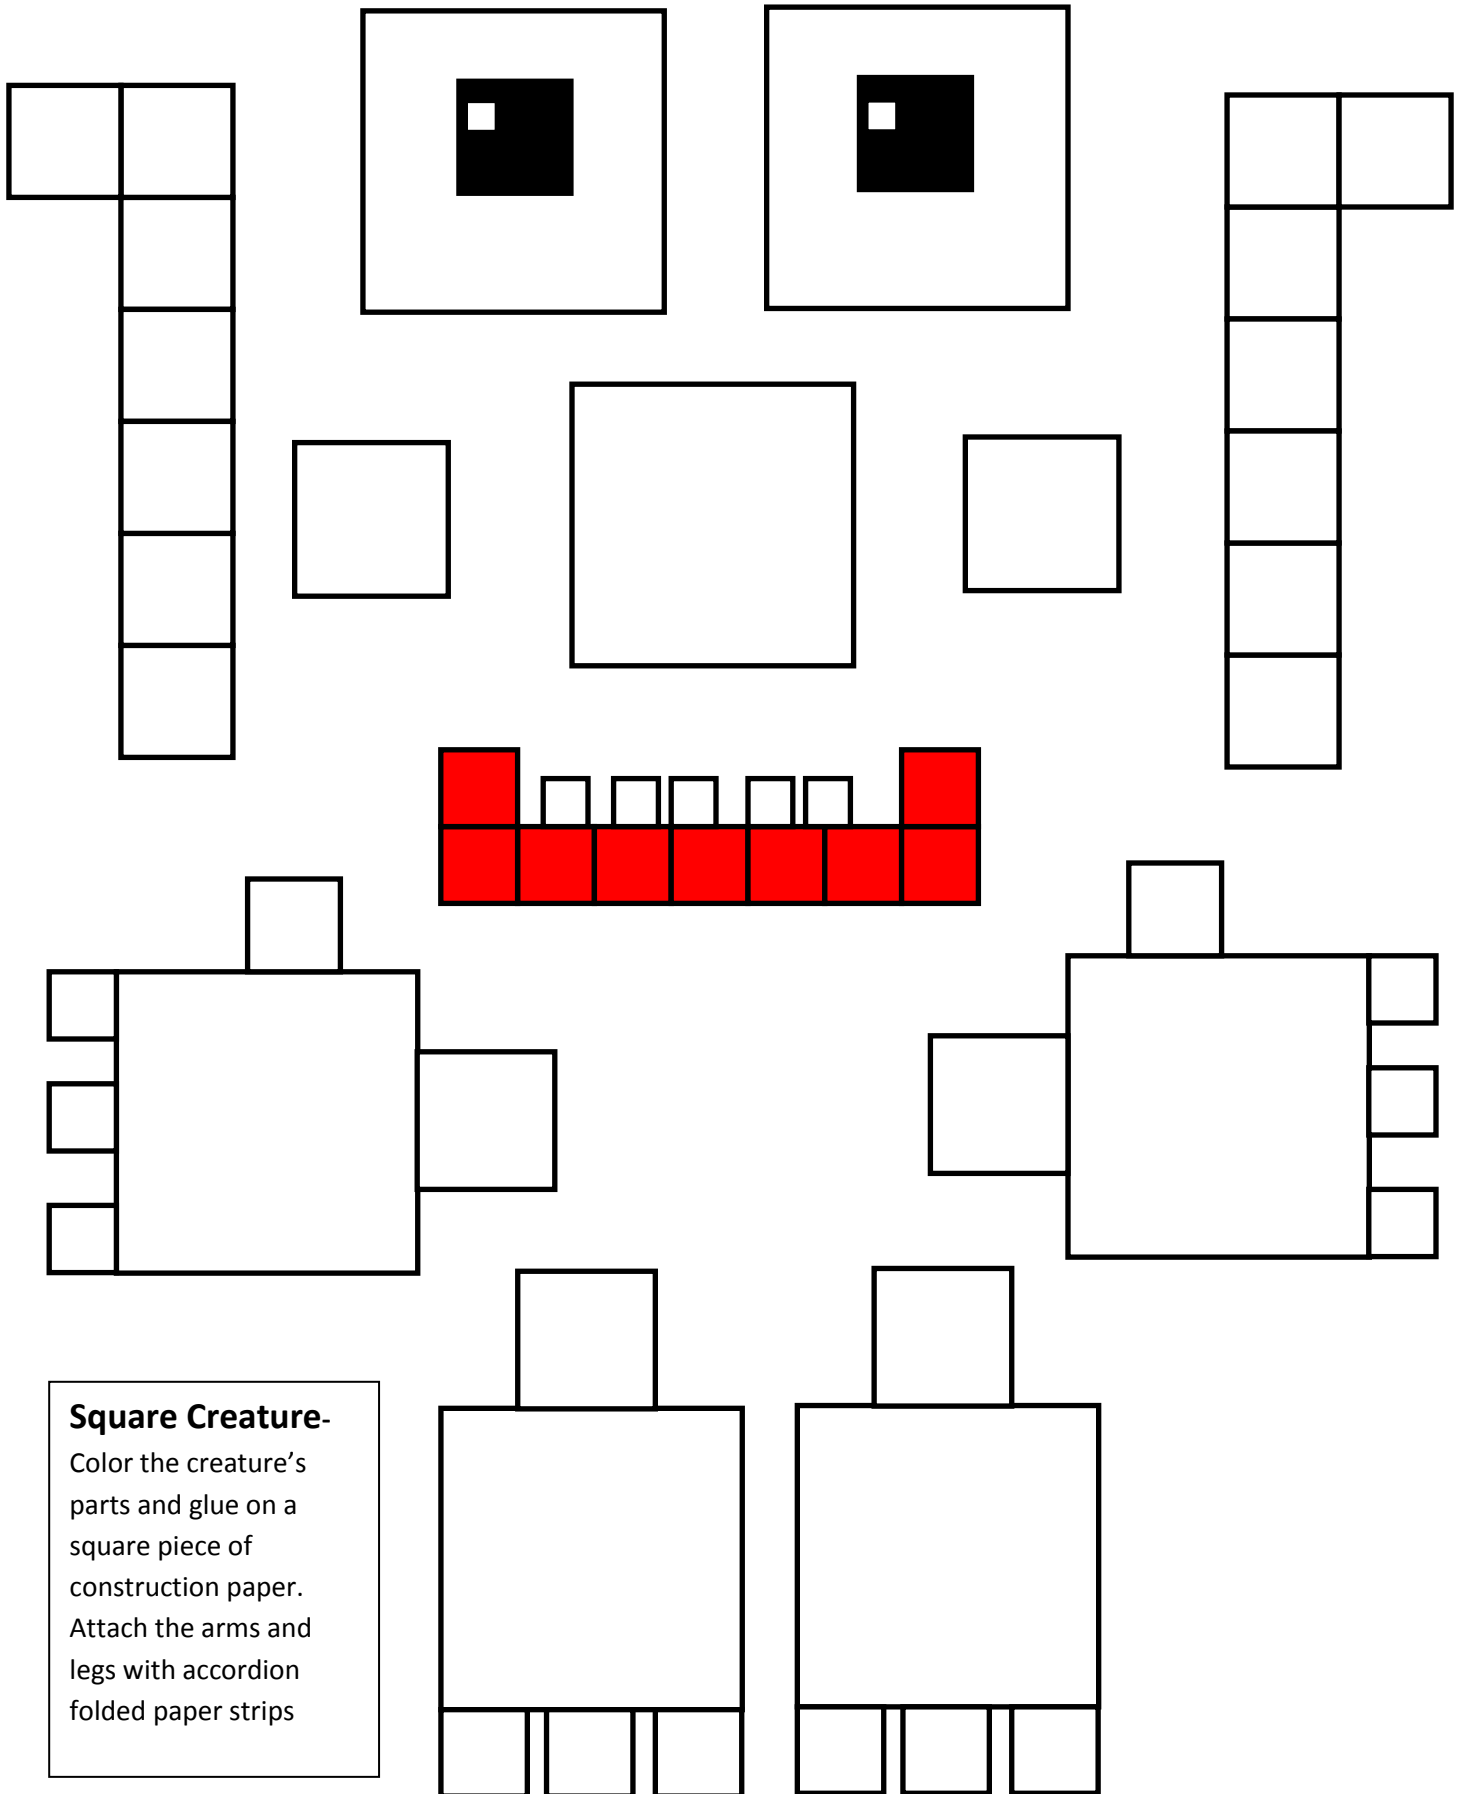 Square Creature-
Color the creature’s
parts and glue on a
square piece of
construction paper.
Attach the arms and
legs with accordion
folded paper strips